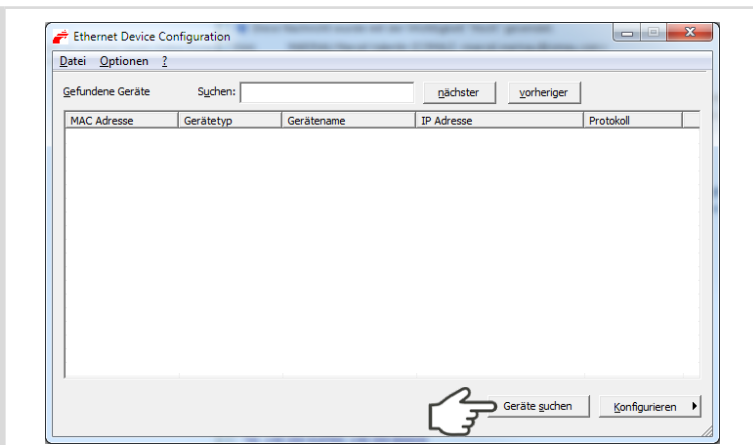 Ethernet Device Configuration
Datei Optionen ?
Gefundene Geräte Suchen: nächster vorheriger
MAC Adresse Gerätetyp Gerätename IP Adresse Protokoll
Geräte suchen Konfigurieren